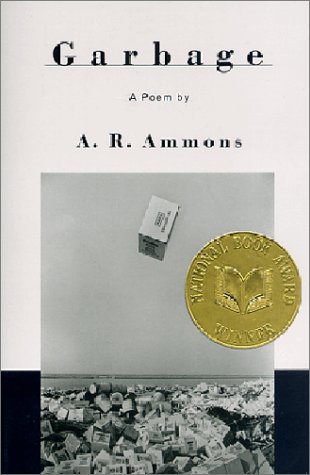 Garbage
A Poem by
A. R. Ammons
NATIONAL BOOK AWARD
WINNER